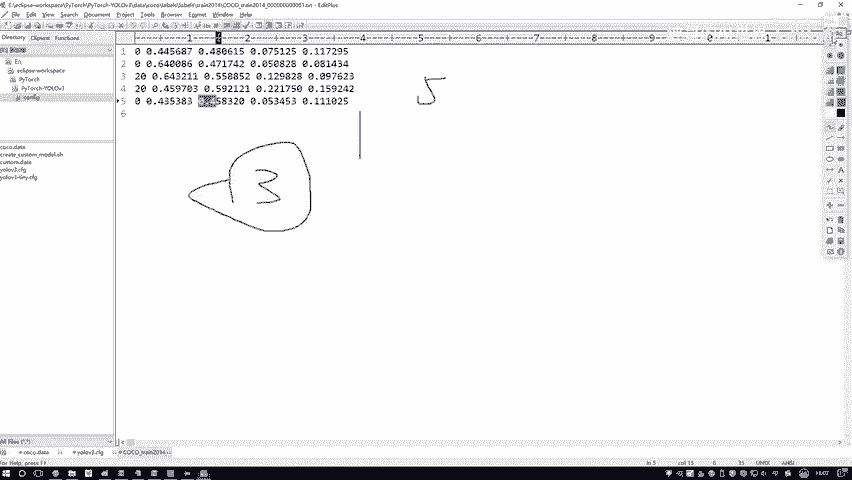 E:\eclipse-workspace\PyTorch\PyTorch-YOLOv3\data\coco\labels\labels\train2014\COCO_train2014_000000000061.txt - EditPlus
File Edit View Search Document Project Tools Browser Window Help
Directory Cliptext Functions
E:\
eclipse-workspace
PyTorch
PyTorch-YOLOv3
config
coco.data
create_custom_model.sh
custom.data
yolov3.cfg
yolov3-tiny.cfg
1 0 0.445687 0.480615 0.075125 0.117295
2 0 0.640086 0.471742 0.050828 0.081434
3 20 0.643211 0.558852 0.129828 0.097623
4 20 0.459703 0.592121 0.221750 0.159242
5 0 0.435383 58320 0.053453 0.111025
6
5
3
All Files (*.*)
coco.data yolov3.cfg COCO_train2014
For Help, press F1
ln 5 col 15 6 35 UNIX ANSI